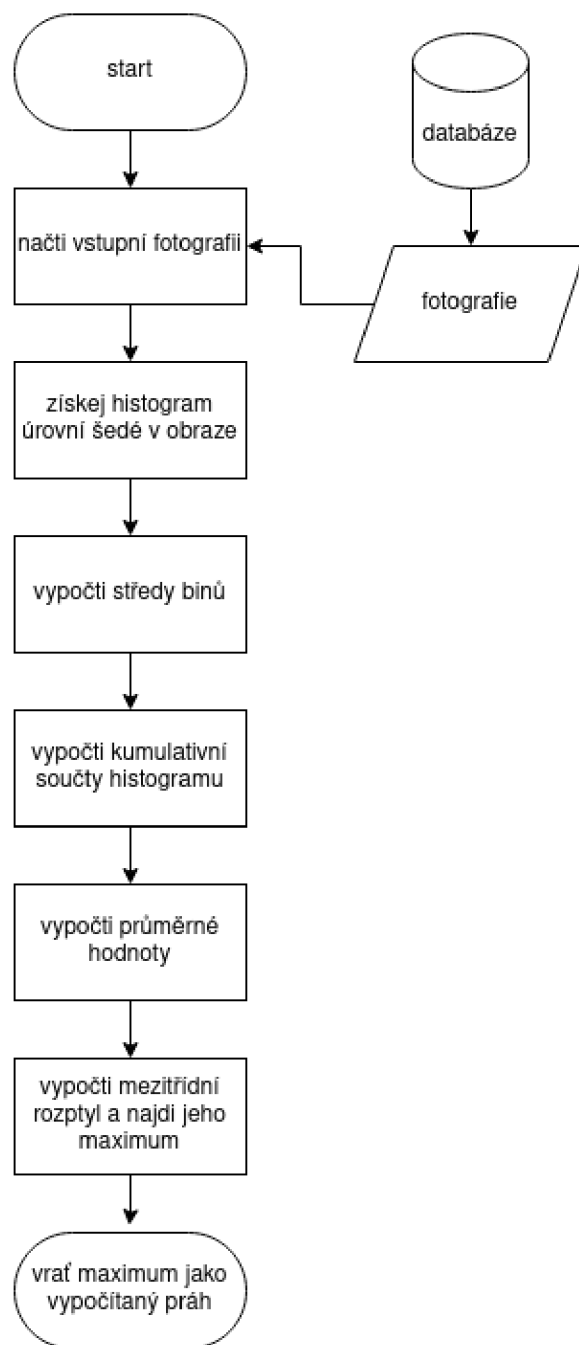 start
databáze
načti vstupní fotografii
fotografie
získej histogram
úrovní šedé v obraze
vypočti středy binů
vypočti kumulativní
součty histogramu
vypočti průměrné
hodnoty
vypočti mezitřídní
rozptyl a najdi jeho
maximum
vrať maximum jako
vypočítaný práh